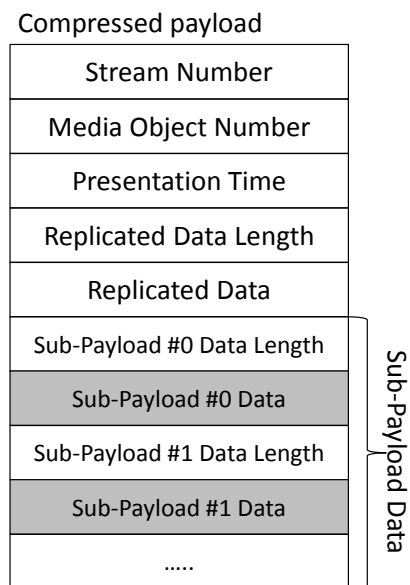 Compressed payload
Stream Number
Media Object Number
Presentation Time
Replicated Data Length
Replicated Data
Sub-Payload #0 Data Length
Sub-Payload #0 Data
Sub-Payload #1 Data Length
Sub-Payload #1 Data
.....
Sub-Payload Data